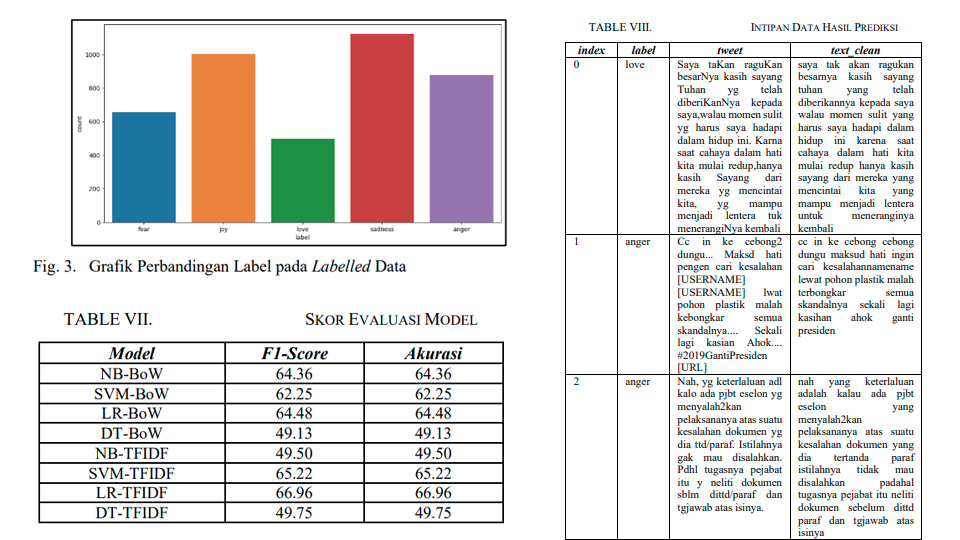 1000
800
600
400
200
0
count
fear joy love sadness anger
label
Fig. 3. Grafik Perbandingan Label pada Labelled Data
TABLE VII. SKOR EVALUASI MODEL
Model F1-Score Akurasi
NB-BoW 64.36 64.36
SVM-BoW 62.25 62.25
LR-BoW 64.48 64.48
DT-BoW 49.13 49.13
NB-TFIDF 49.50 49.50
SVM-TFIDF 65.22 65.22
LR-TFIDF 66.96 66.96
DT-TFIDF 49.75 49.75
TABLE VIII. INTIPAN DATA HASIL PREDIKSI
index label tweet text_clean
0 love
Saya taKan raguKan
besarNya kasih sayang
Tuhan yg telah
diberiKanNya kepada
saya,walau momen sulit
yg harus saya hadapi
dalam hidup ini. Karna
saat cahaya dalam hati
kita mulai redup,hanya
kasih Sayang dari
mereka yg mencintai
kita, yg mampu
menjadi lentera tuk
menerangiNya kembali
saya tak akan ragukan
besarnya kasih sayang
tuhan yang telah
diberikannya kepada saya
walau momen sulit yang
harus saya hadapi dalam
hidup ini karena saat
cahaya dalam hati kita
mulai redup hanya kasih
sayang dari mereka yang
mencintai kita yang
mampu menjadi lentera
untuk meneranginya
kembali
1 anger
Cc in ke cebong2
dungu... Maksd hati
pengen cari kesalahan
[USERNAME]
[USERNAME] lwat
pohon plastik malah
kebongkar semua
skandalnya.... Sekali
lagi kasian Ahok....
#2019GantiPresiden
[URL]
cc in ke cebong cebong
dungu maksud hati ingin
cari kesalahannamename
lewat pohon plastik malah
terbongkar semua
skandalnya sekali lagi
kasihan ahok ganti
presiden
2 anger
Nah, yg keterlaluan adl
kalo ada pjbt eselon yg
menyalah2kan
pelaksananya atas suatu
kesalahan dokumen yg
dia ttd/paraf. Istilahnya
gak mau disalahkan.
Pdhl tugasnya pejabat
itu y neliti dokumen
sblm dittd/paraf dan
tgjawab atas isinya.
nah yang keterlaluan
adalah kalau ada pjbt
eselon yang
menyalah2kan
pelaksananya atas suatu
kesalahan dokumen yang
dia tertanda paraf
istilahnya tidak mau
disalahkan padahal
tugasnya pejabat itu neliti
dokumen sebelum dittd
paraf dan tgjawab atas
isinya